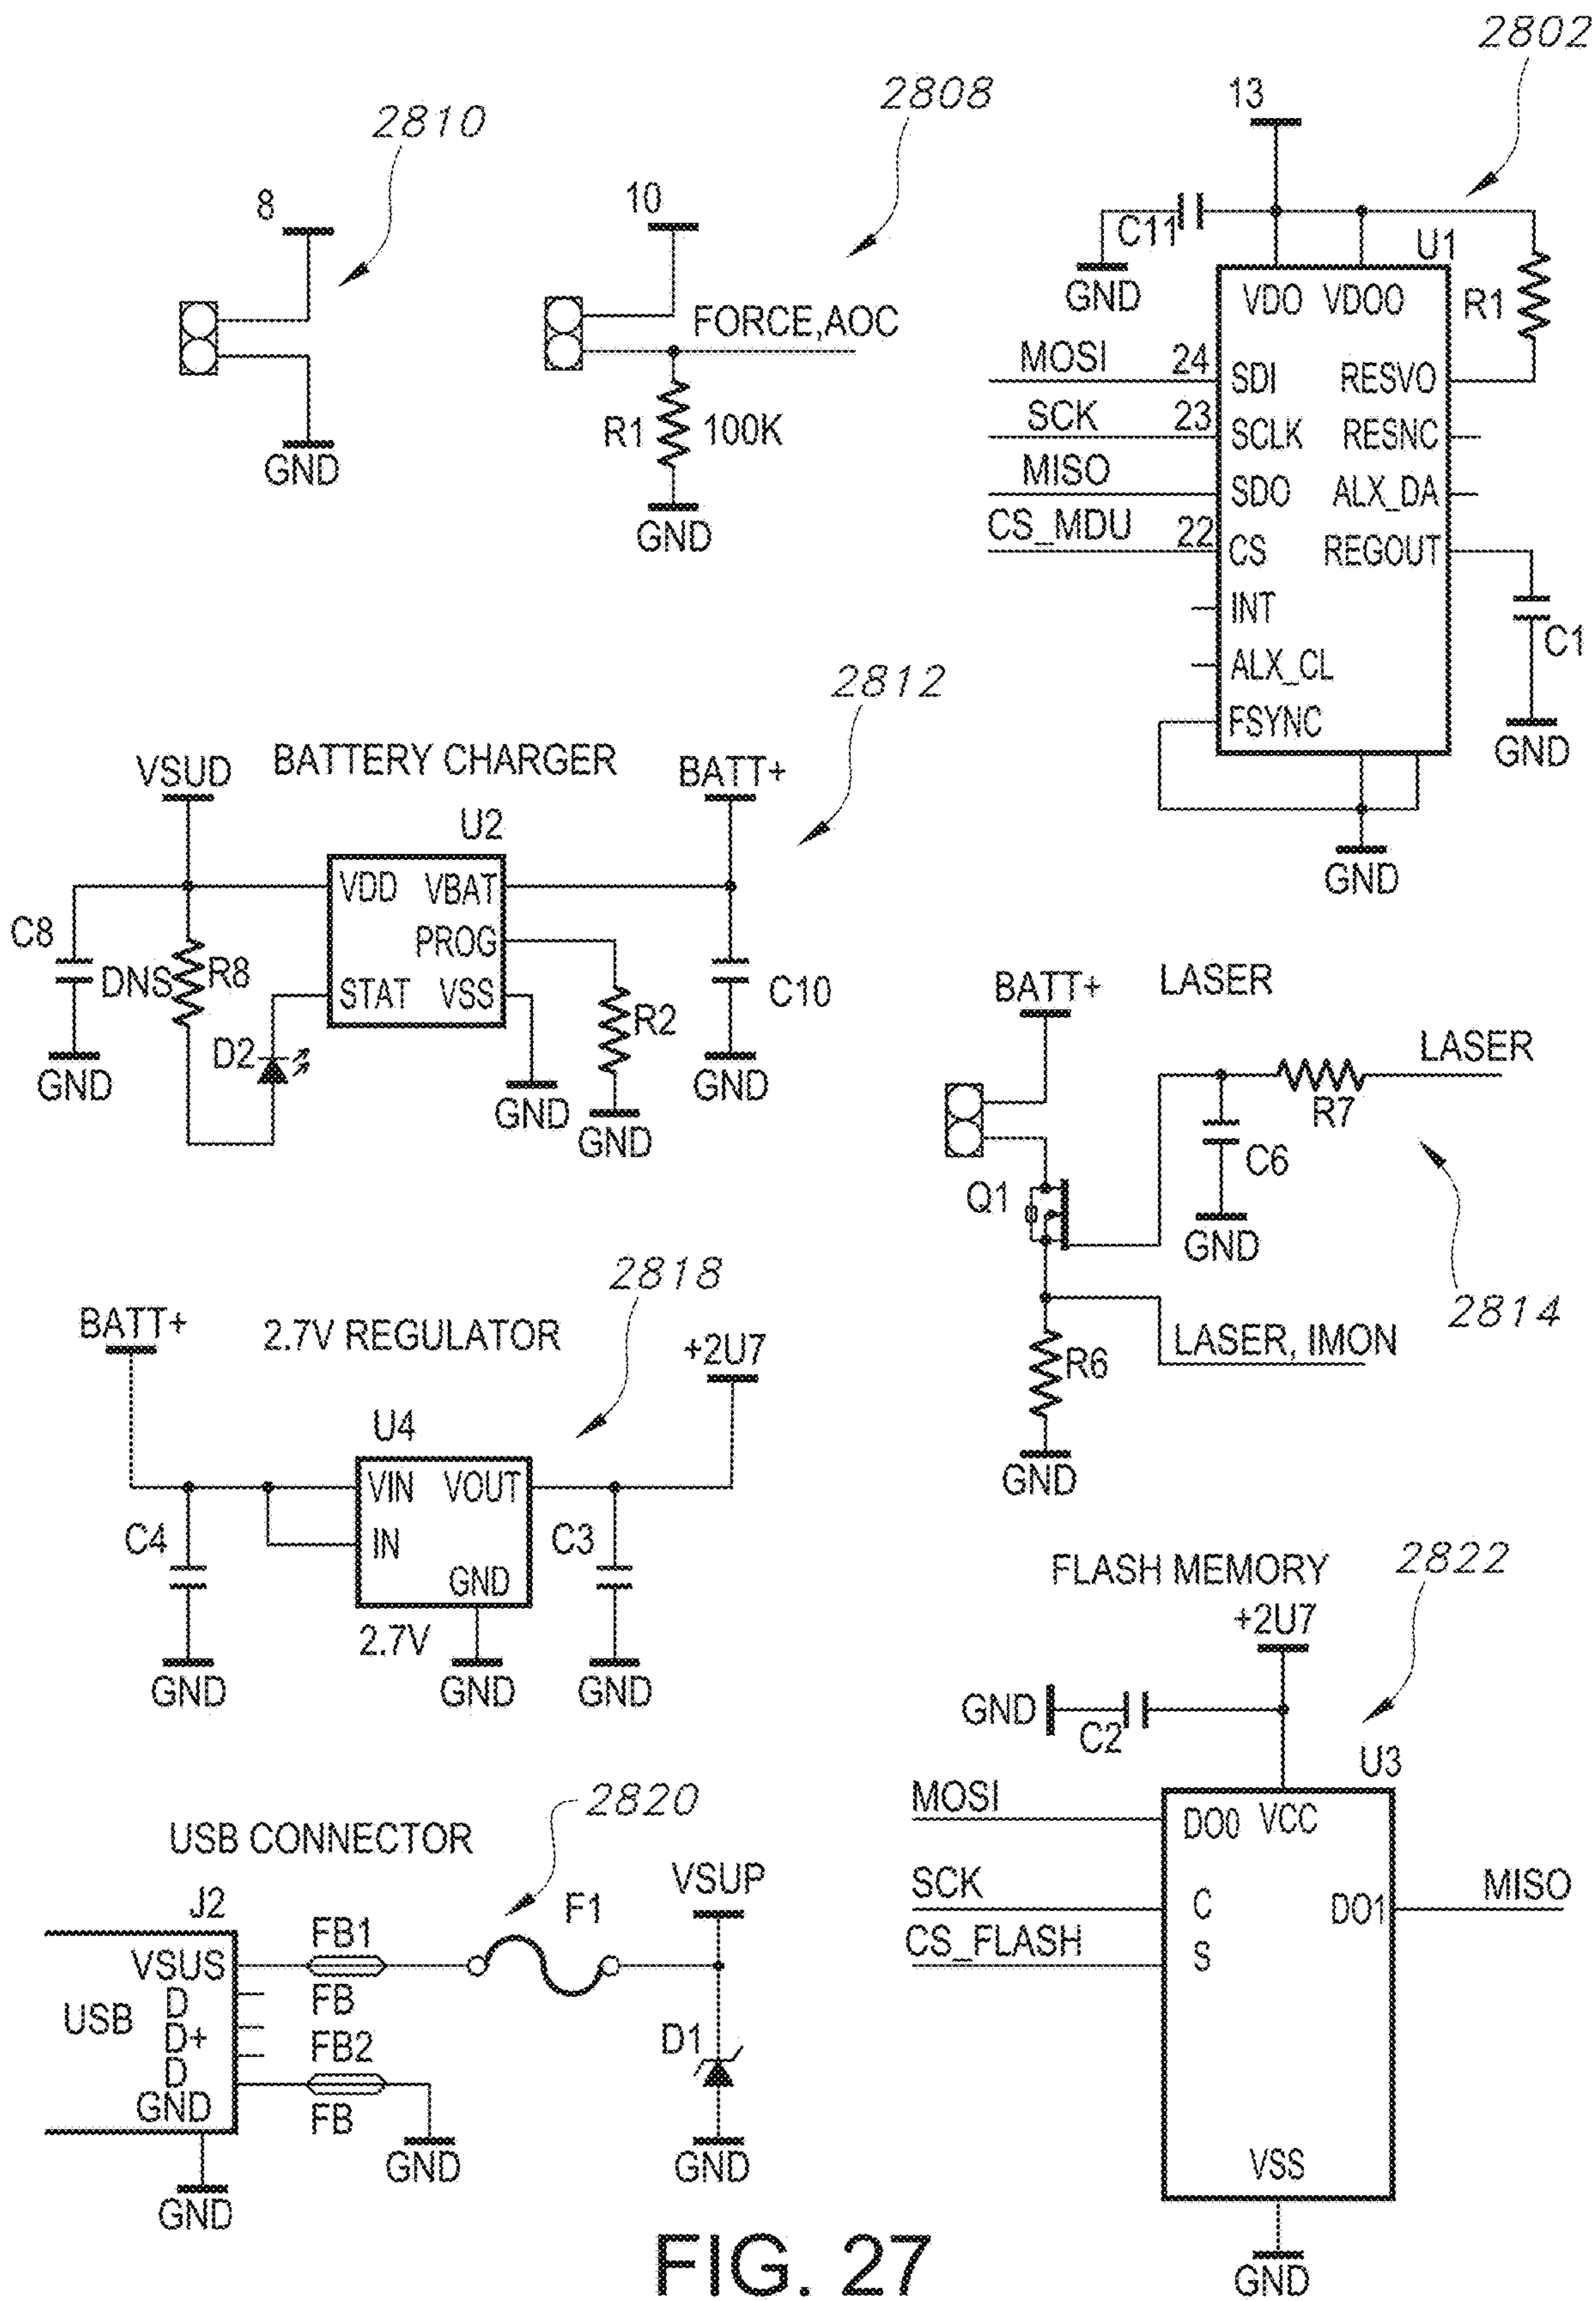 2810
8
GND
2808
10
FORCE,AOC
R1 100K
GND
2802
13
C11
GND
U1
R1
VDO VDOO
MOSI 24 SDI RESVO
SCK 23 SCLK RESNC
MISO SDO ALX_DA
CS_MDU 22 CS REGOUT
INT
ALX_CL
FSYNC
C1
GND
GND
2812
BATTERY CHARGER
VSUD
BATT+
U2
VDD VBAT
PROG
STAT VSS
C8
DNS R8
D2
R2
C10
GND
GND
GND
GND
LASER
BATT+
LASER
R7
C6
GND
Q1
2814
LASER, IMON
R6
GND
2818
BATT+
2.7V REGULATOR
+2U7
U4
VIN VOUT
IN
GND
C4
C3
2.7V
GND
GND
GND
FLASH MEMORY
2822
+2U7
GND
C2
U3
MOSI DO0 VCC
SCK C DO1 MISO
CS_FLASH S
VSS
GND
2820
USB CONNECTOR
J2
VSUS
USB
D
D+
D
GND
FB1
FB
FB2
FB
F1
VSUP
D1
GND
GND
GND
FIG. 27